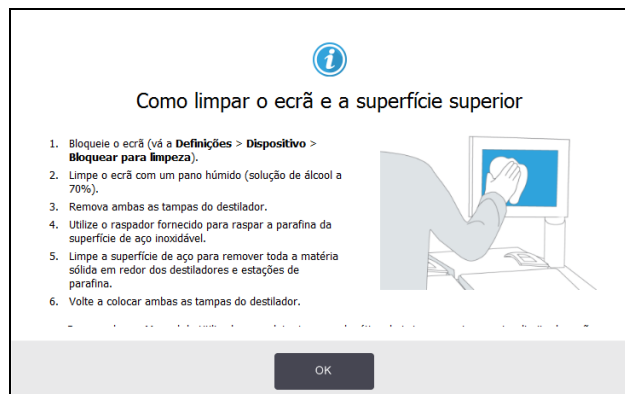 Como limpar o ecrã e a superfície superior
1. Bloqueie o ecrã (vá a Definições > Dispositivo >
Bloquear para limpeza).
2. Limpe o ecrã com um pano húmido (solução de álcool a
70%).
3. Remova ambas as tampas do destilador.
4. Utilize o raspador fornecido para raspar a parafina da
superfície de aço inoxidável.
5. Limpe a superfície de aço para remover toda a matéria
sólida em redor dos destiladores e estações de
parafina.
6. Volte a colocar ambas as tampas do destilador.
OK